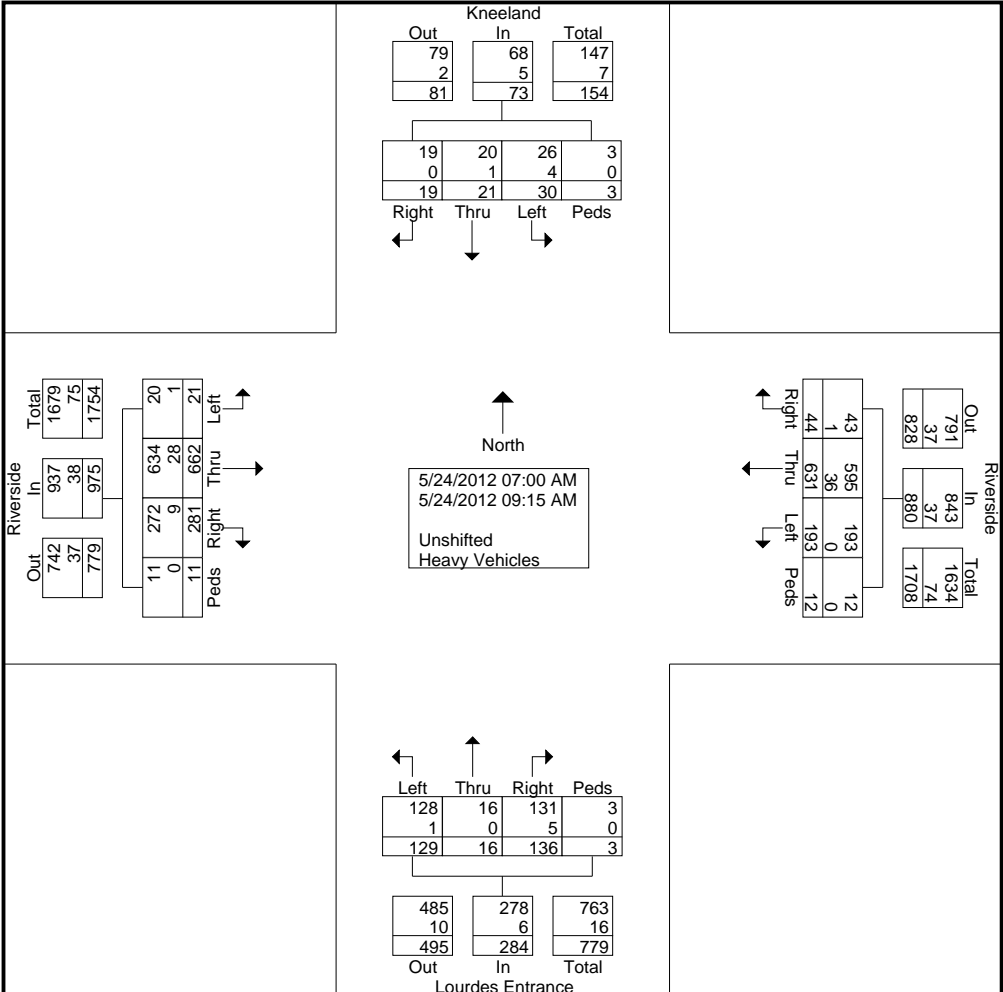 Kneeland
Out In Total
79 68 147
2 5 7
81 73 154
19 20 26 3
0 1 4 0
19 21 30 3
Right Thru Left Peds
Riverside
Total In Out
1679 937 742
75 38 37
1754 975 779
20 634 272 11
1 28 9 0
21 662 281 11
Left Thru Right Peds
North
5/24/2012 07:00 AM
5/24/2012 09:15 AM
Unshifted
Heavy Vehicles
Right Thru Left Peds
44 631 193 12
1 36 0 0
43 595 193 12
Riverside
Out In Total
791 843 1634
37 37 74
828 880 1708
Left Thru Right Peds
128 16 131 3
1 0 5 0
129 16 136 3
485 278 763
10 6 16
495 284 779
Out In Total
Lourdes Entrance